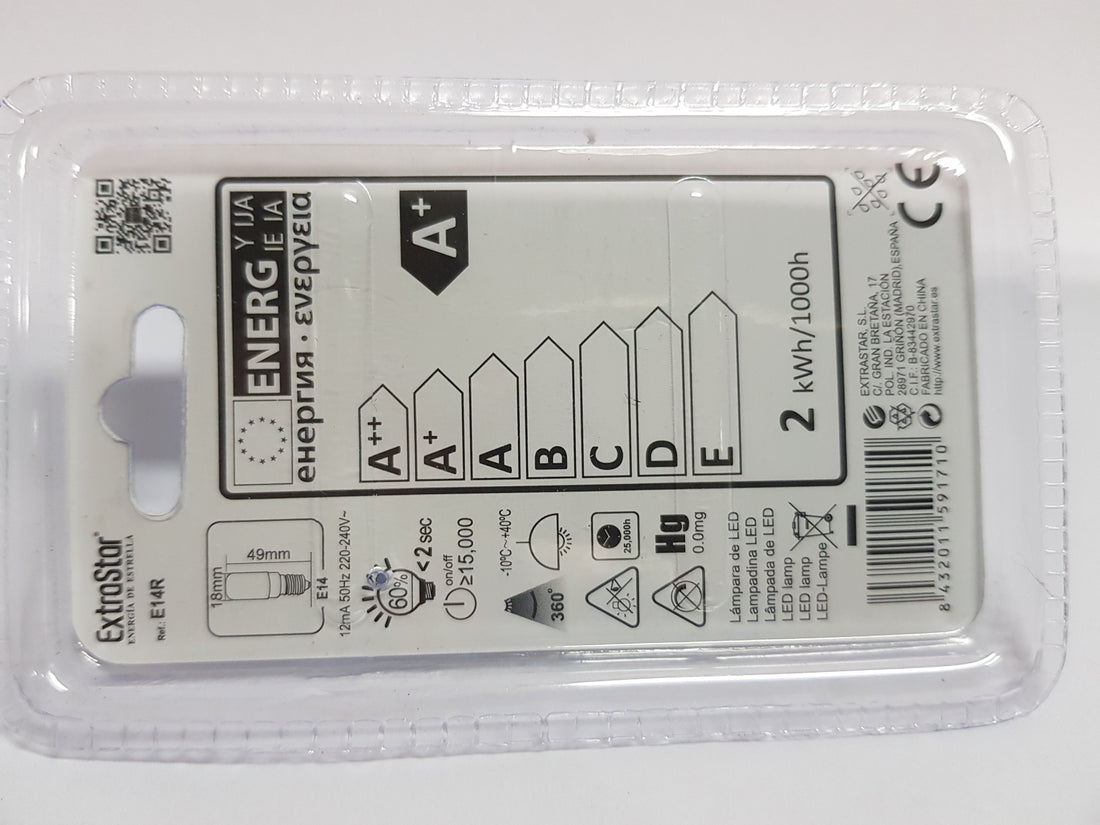 ExtraStar®
ENERGÍA DE ESTRELLA
Ref.: E14R
18mm
49mm
E14
12mA 50Hz 220-240V~
60%
<2 sec
on/off
≥15,000
-10ºC~+40ºC
360°
25,000h
Hg
0.0mg
Lámpara de LED
Lampadina LED
Lâmpada de LED
LED lamp
LED lamp
LED-Lampe
ENERG
Y IJA
IE IA
енергия · ενεργεια
A++
A+
A
B
C
D
E
A+
2 kWh/1000h
EXTRASTAR, S.L.
C/. GRAN BRETAÑA, 17
POL. IND. LA ESTACIÓN
28971 GRIÑÓN (MADRID),ESPAÑA
C.I.F.: B-83442970
FABRICADO EN CHINA
http://www.extrastar.es
CE
8 432011 591710